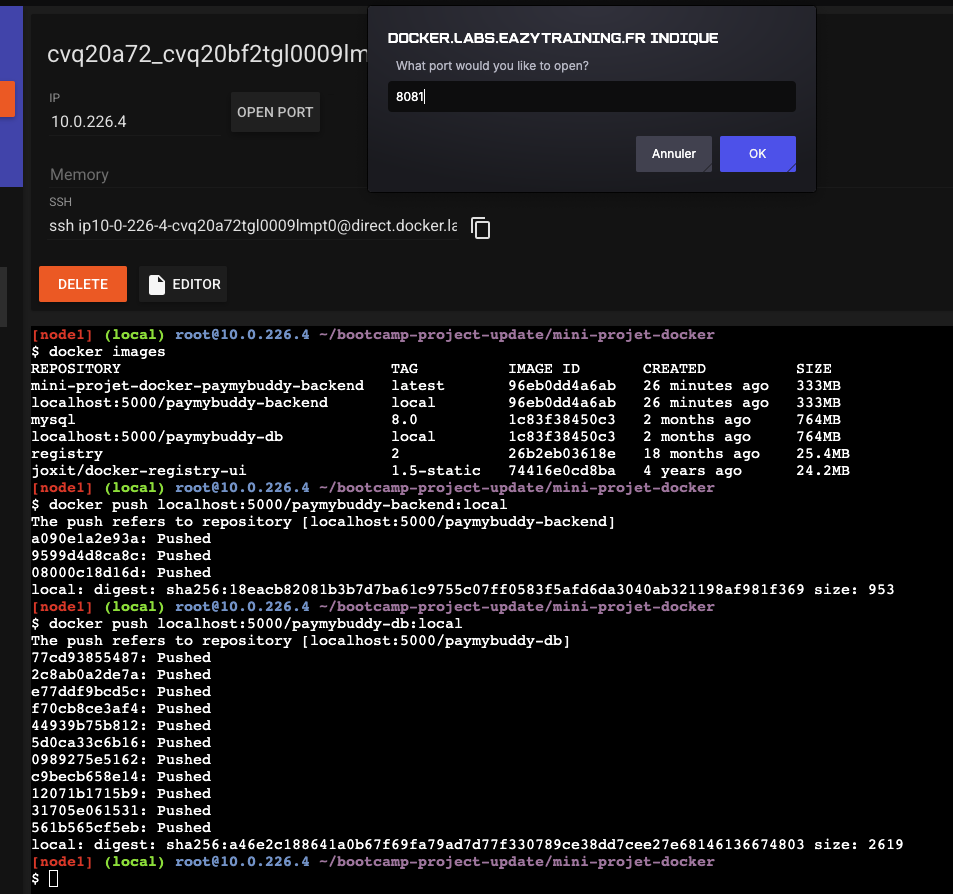 cvq20a72_cvq20bf2tgl0009lm
IP
10.0.226.4
OPEN PORT
Memory
SSH
ssh ip10-0-226-4-cvq20a72tgl0009lmpt0@direct.docker.la
DELETE
EDITOR
DOCKER.LABS.EAZYTRAINING.FR INDIQUE
What port would you like to open?
8081
Annuler
OK
[node1] (local) root@10.0.226.4 ~/bootcamp-project-update/mini-projet-docker
$ docker images
REPOSITORY TAG IMAGE ID CREATED SIZE
mini-projet-docker-paymybuddy-backend latest 96eb0dd4a6ab 26 minutes ago 333MB
localhost:5000/paymybuddy-backend local 96eb0dd4a6ab 26 minutes ago 333MB
mysql 8.0 1c83f38450c3 2 months ago 764MB
localhost:5000/paymybuddy-db local 1c83f38450c3 2 months ago 764MB
registry 2 26b2eb03618e 18 months ago 25.4MB
joxit/docker-registry-ui 1.5-static 74416e0cd8ba 4 years ago 24.2MB
[node1] (local) root@10.0.226.4 ~/bootcamp-project-update/mini-projet-docker
$ docker push localhost:5000/paymybuddy-backend:local
The push refers to repository [localhost:5000/paymybuddy-backend]
a090e1a2e93a: Pushed
9599d4d8ca8c: Pushed
08000c18d16d: Pushed
local: digest: sha256:18eacb82081b3b7d7ba61c9755c07ff0583f5afd6da3040ab321198af981f369 size: 953
[node1] (local) root@10.0.226.4 ~/bootcamp-project-update/mini-projet-docker
$ docker push localhost:5000/paymybuddy-db:local
The push refers to repository [localhost:5000/paymybuddy-db]
77cd93855487: Pushed
2c8ab0a2de7a: Pushed
e77ddf9bcd5c: Pushed
f70cb8ce3af4: Pushed
44939b75b812: Pushed
5d0ca33c6b16: Pushed
0989275e5162: Pushed
c9becb658e14: Pushed
12071b1715b9: Pushed
31705e061531: Pushed
561b565cf5eb: Pushed
local: digest: sha256:a46e2c188641a0b67f69fa79ad7d77f330789ce38dd7cee27e68146136674803 size: 2619
[node1] (local) root@10.0.226.4 ~/bootcamp-project-update/mini-projet-docker
$